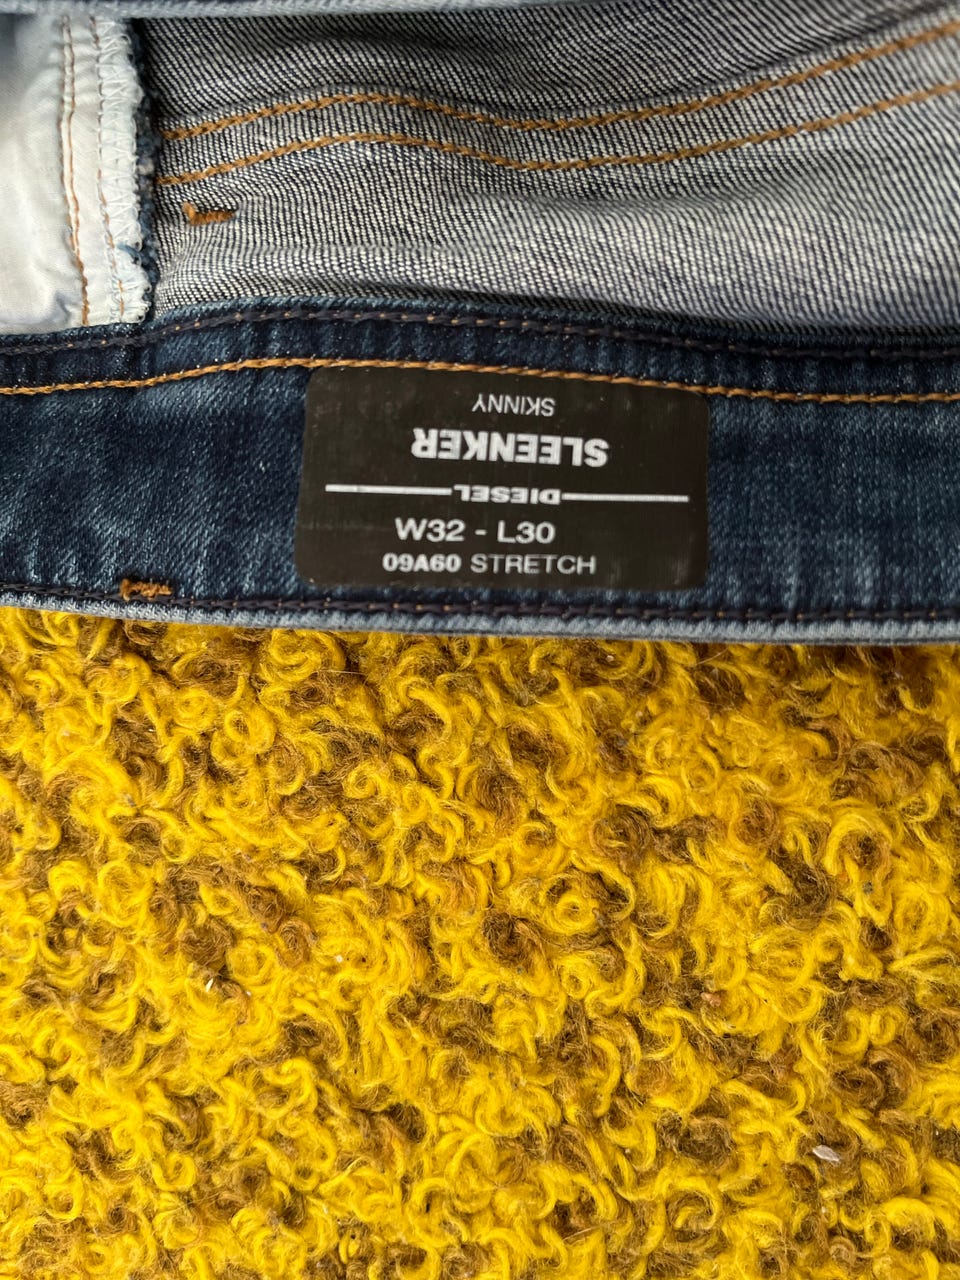 SKINNY
SLEENKER
DIESEL
W32 - L30
09A60 STRETCH